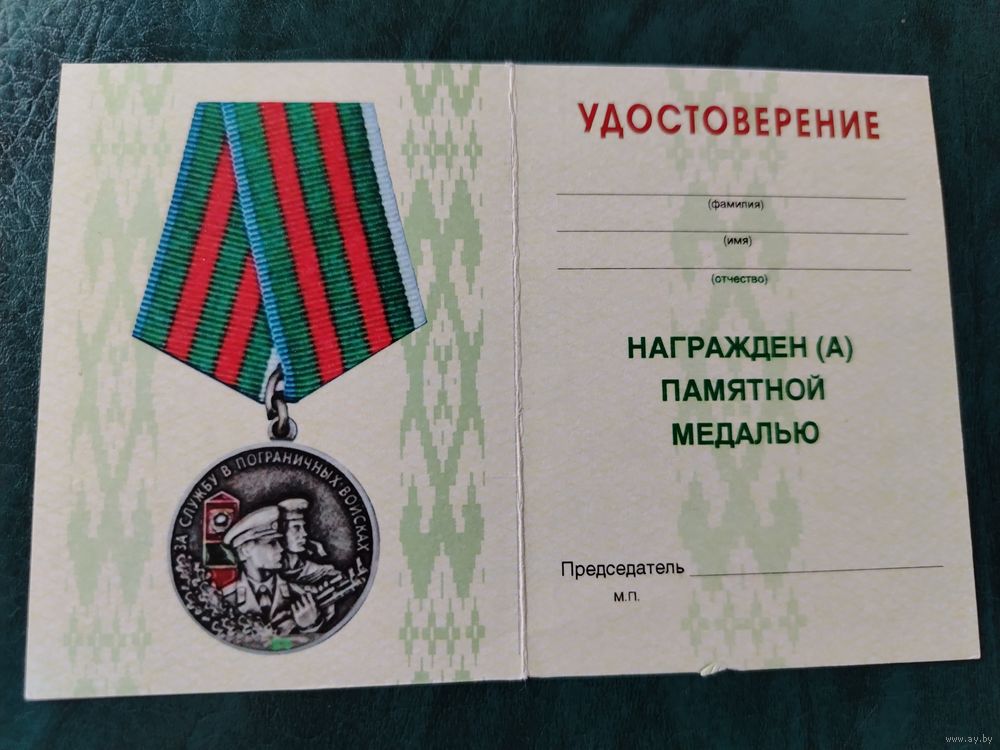 ЗА СЛУЖБУ В ПОГРАНИЧНЫХ ВОЙСКАХ
УДОСТОВЕРЕНИЕ
(фамилия)
(имя)
(отчество)
НАГРАЖДЕН (А)
ПАМЯТНОЙ
МЕДАЛЬЮ
Председатель
м.п.
www.ay.by